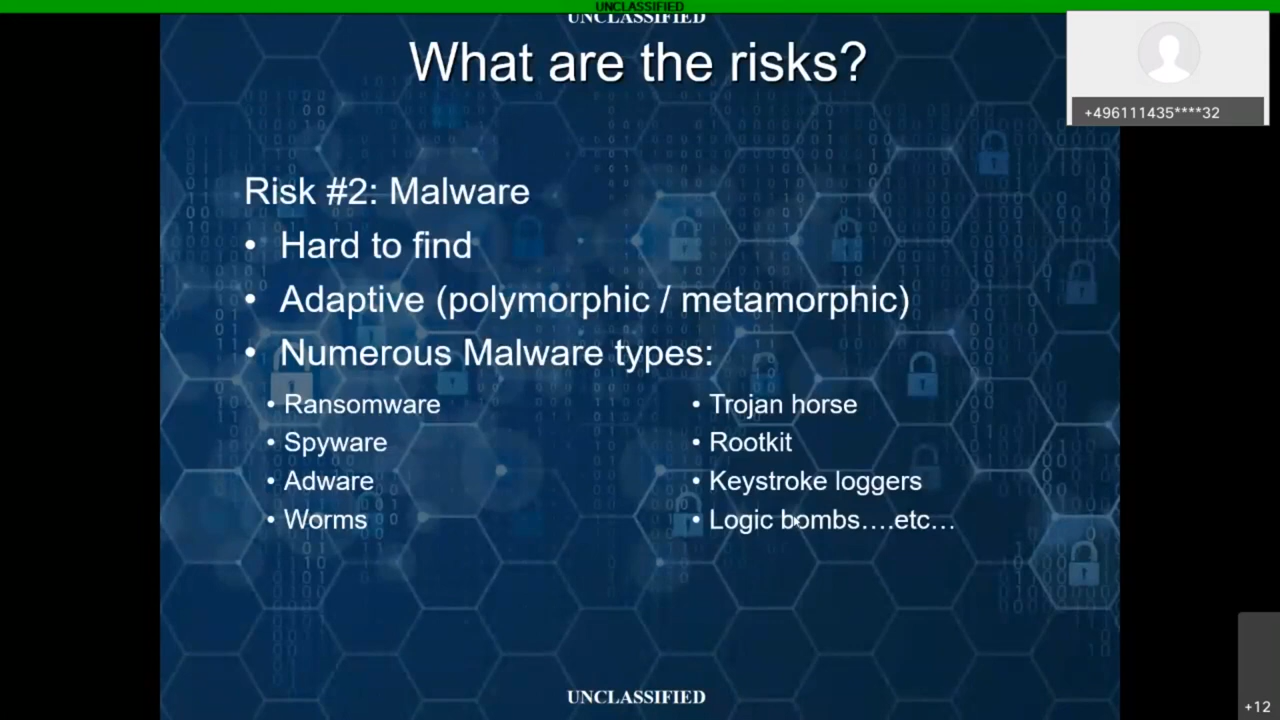 UNCLASSIFIED
UNCLASSIFIED
What are the risks?
+496111435****32
Risk #2: Malware
• Hard to find
• Adaptive (polymorphic / metamorphic)
• Numerous Malware types:
• Ransomware
• Spyware
• Adware
• Worms
• Trojan horse
• Rootkit
• Keystroke loggers
• Logic bombs….etc…
UNCLASSIFIED
+12